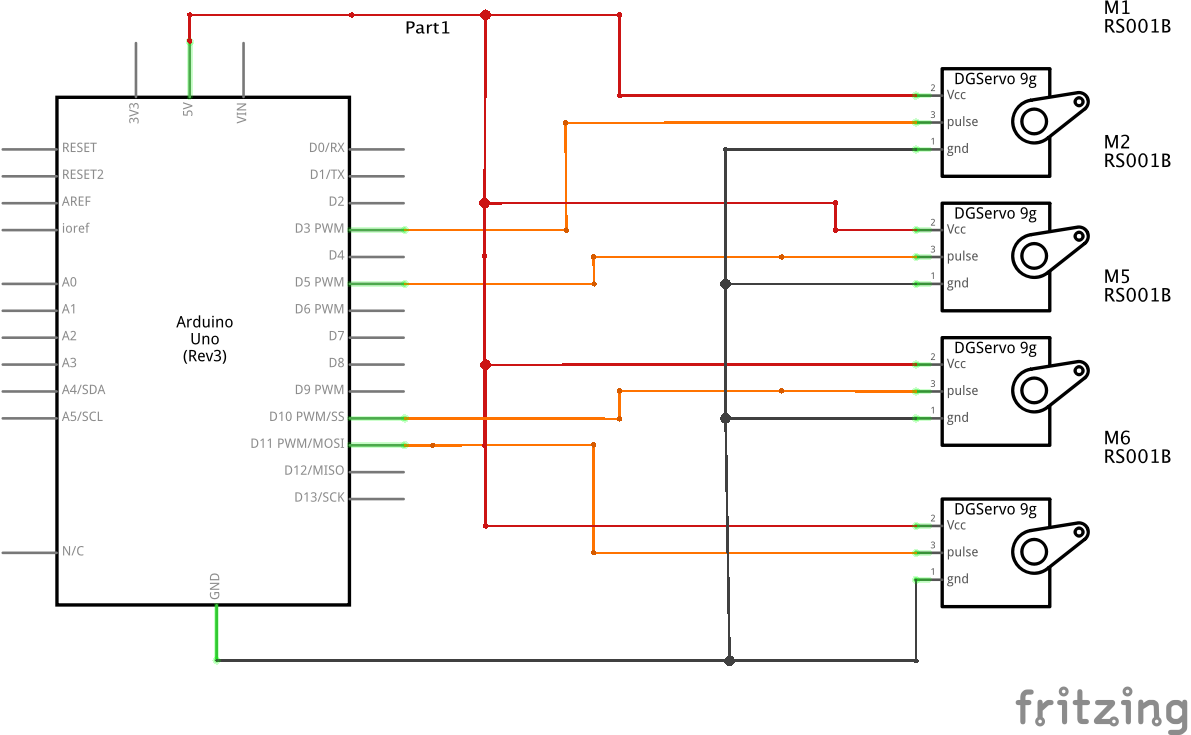 Part1
3V3
5V
VIN
RESET
RESET2
AREF
ioref
A0
A1
A2
A3
A4/SDA
A5/SCL
N/C
Arduino
Uno
(Rev3)
D0/RX
D1/TX
D2
D3 PWM
D4
D5 PWM
D6 PWM
D7
D8
D9 PWM
D10 PWM/SS
D11 PWM/MOSI
D12/MISO
D13/SCK
GND
M1
RS001B
DGServo 9g
2 Vcc
3 pulse
1 gnd
M2
RS001B
DGServo 9g
2 Vcc
3 pulse
1 gnd
M5
RS001B
DGServo 9g
2 Vcc
3 pulse
1 gnd
M6
RS001B
DGServo 9g
2 Vcc
3 pulse
1 gnd
fritzing